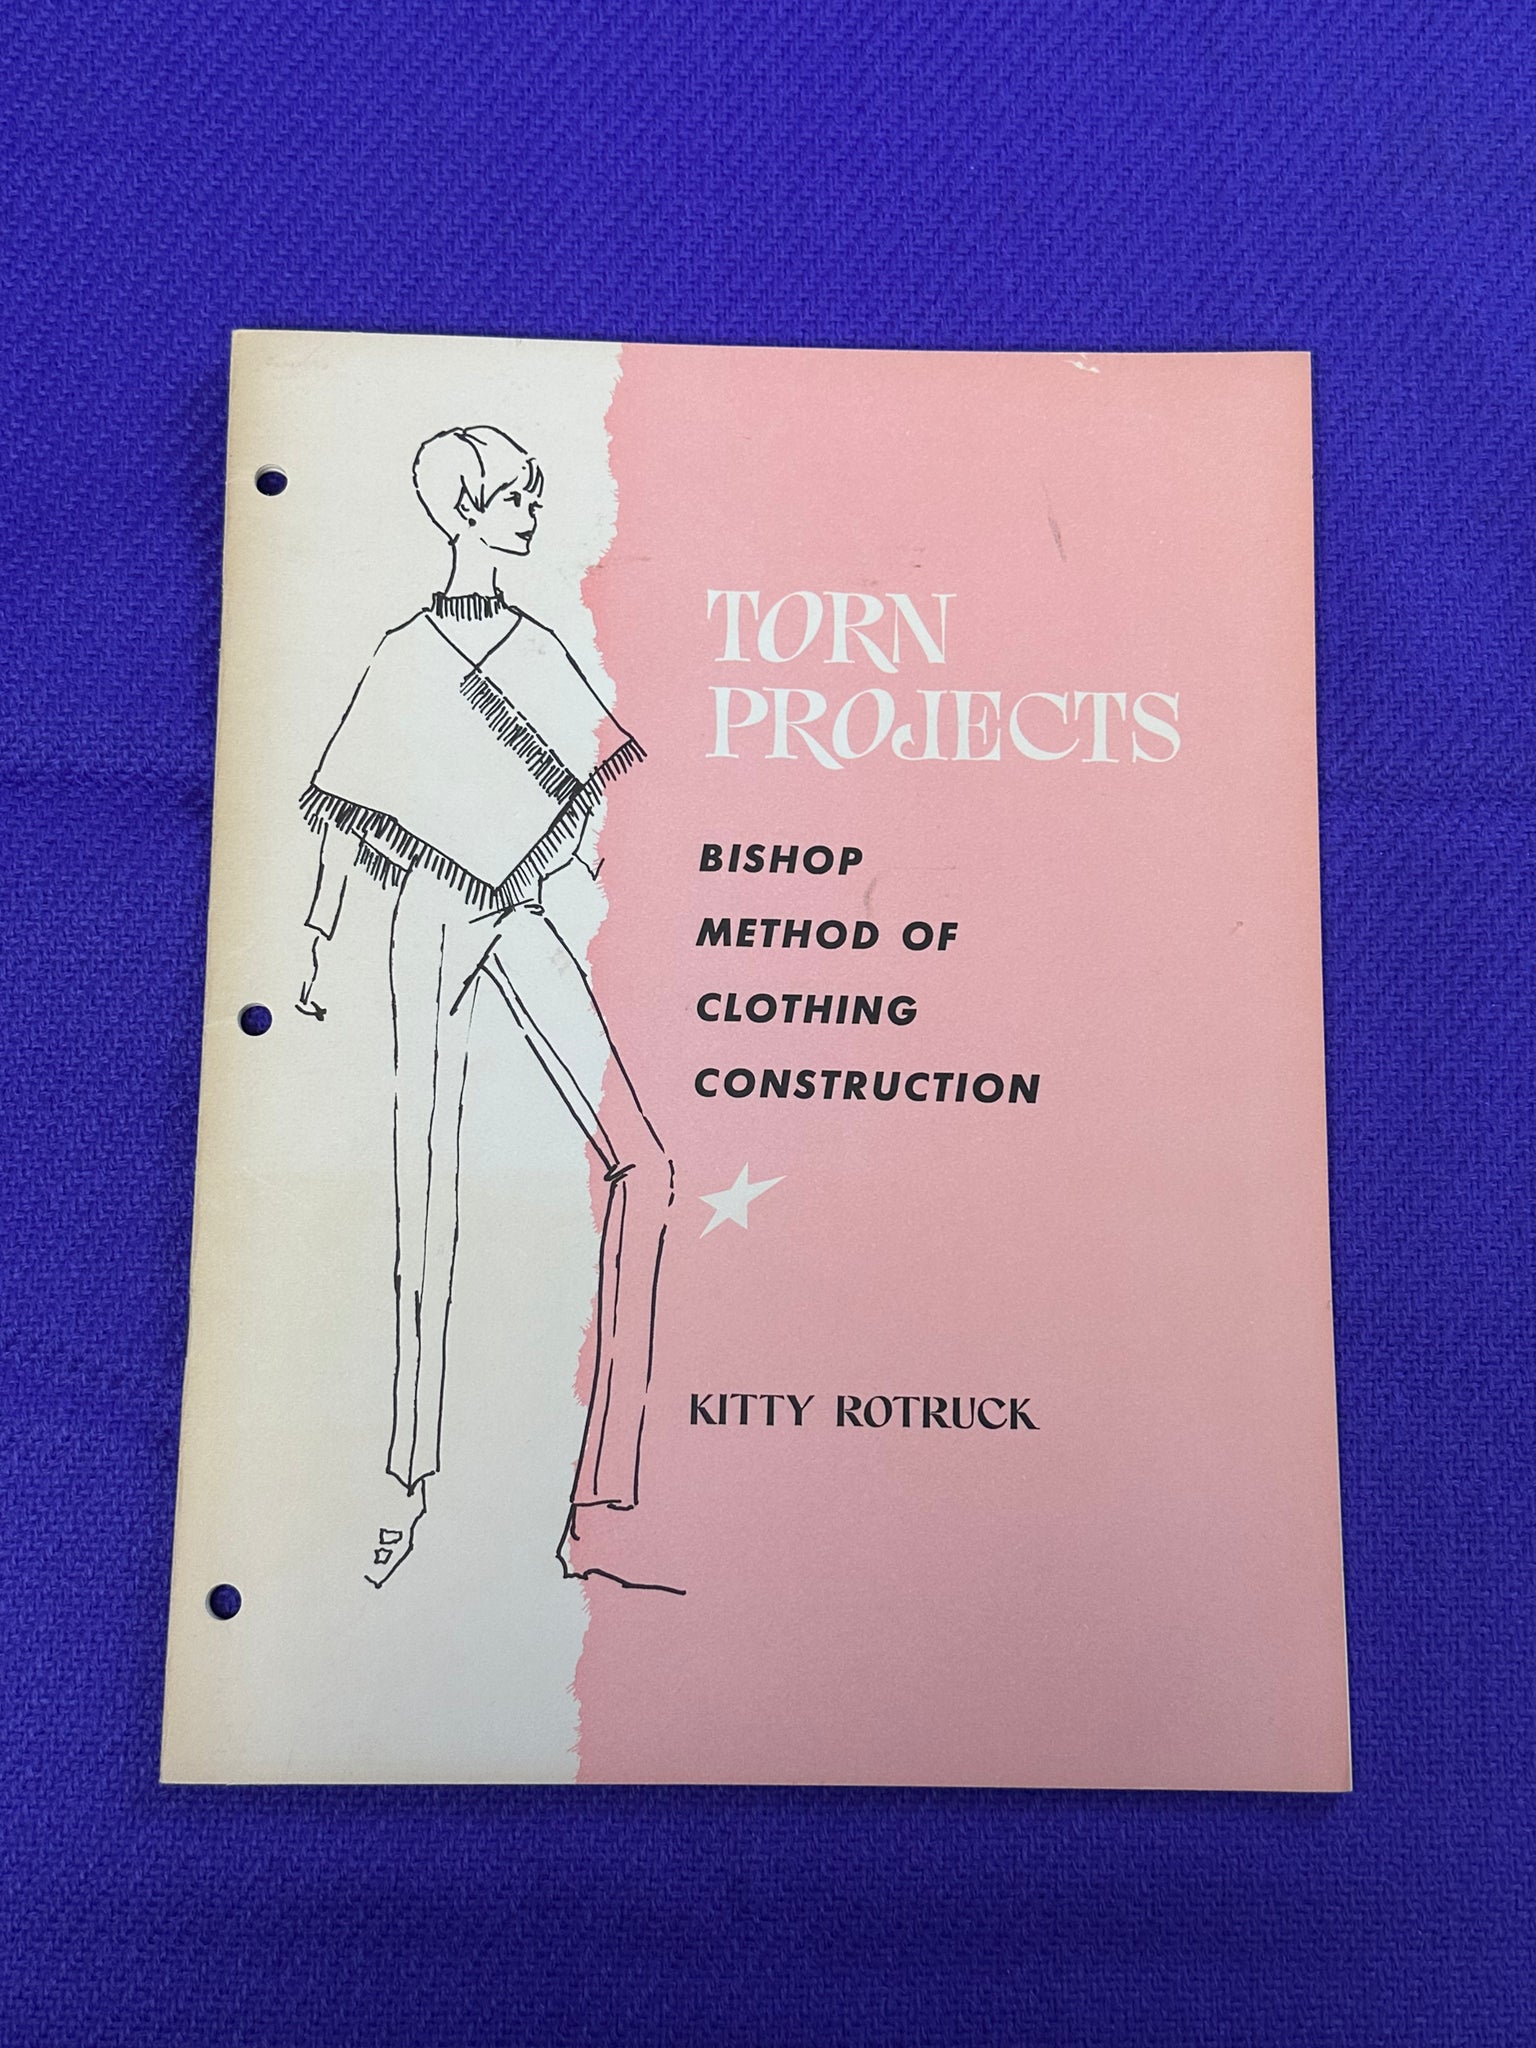 TORN
PROJECTS
BISHOP
METHOD OF
CLOTHING
CONSTRUCTION
KITTY ROTRUCK